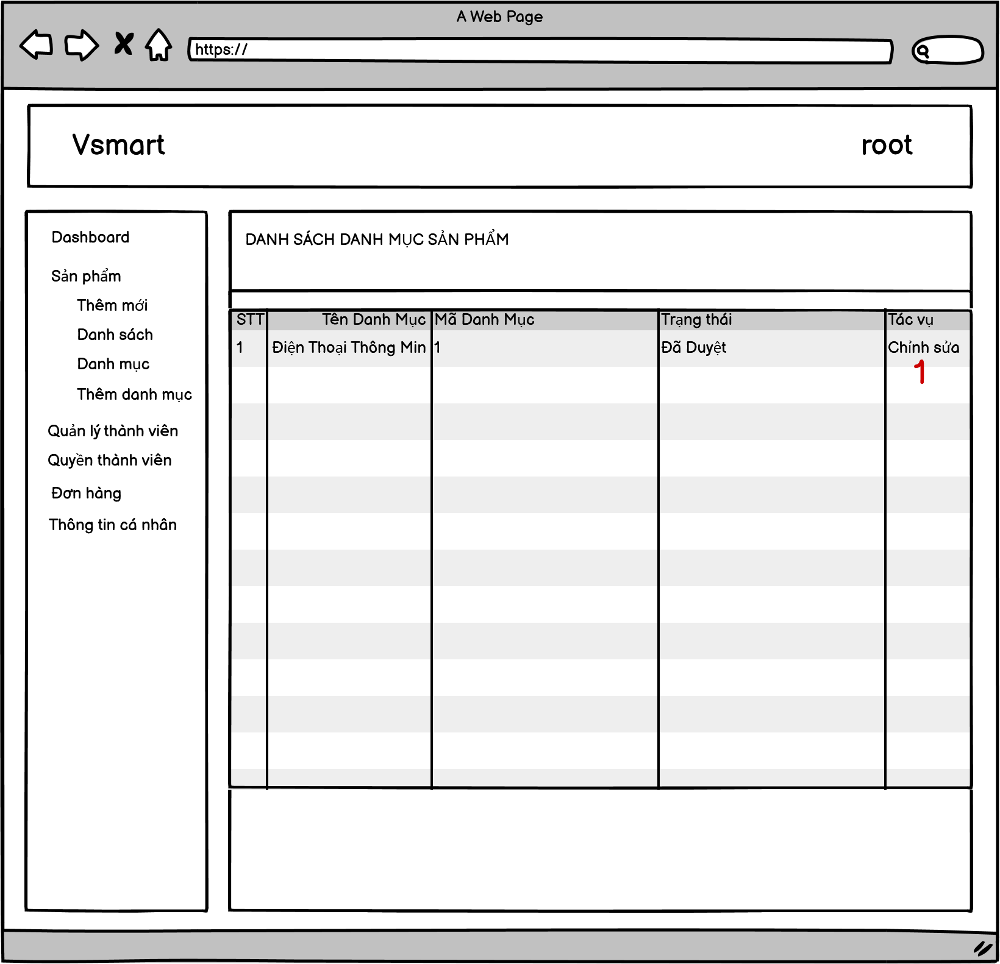 A Web Page
https://
Vsmart
root
Dashboard
Sản phẩm
Thêm mới
Danh sách
Danh mục
Thêm danh mục
Quản lý thành viên
Quyền thành viên
Đơn hàng
Thông tin cá nhân
DANH SÁCH DANH MỤC SẢN PHẨM
STT Tên Danh Mục Mã Danh Mục Trạng thái Tác vụ
1 Điện Thoại Thông Min 1 Đã Duyệt Chỉnh sửa
1